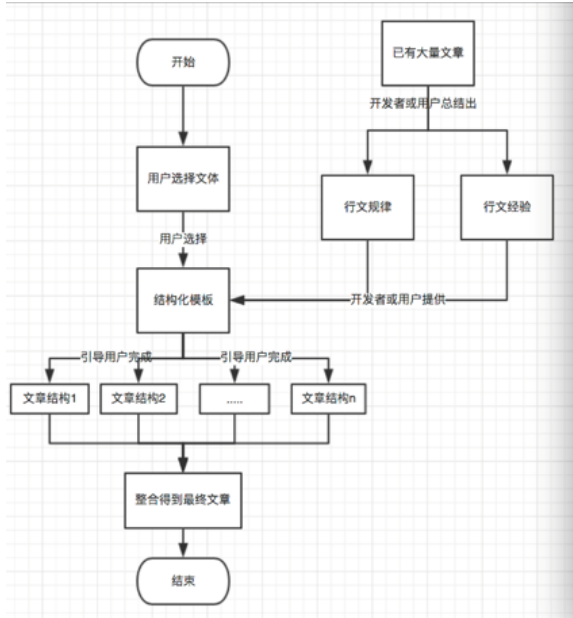 开始
已有大量文章
开发者或用户总结出
用户选择文体
行文规律
行文经验
用户选择
结构化模板
开发者或用户提供
引导用户完成
引导用户完成
文章结构1
文章结构2
......
文章结构n
整合得到最终文章
结束